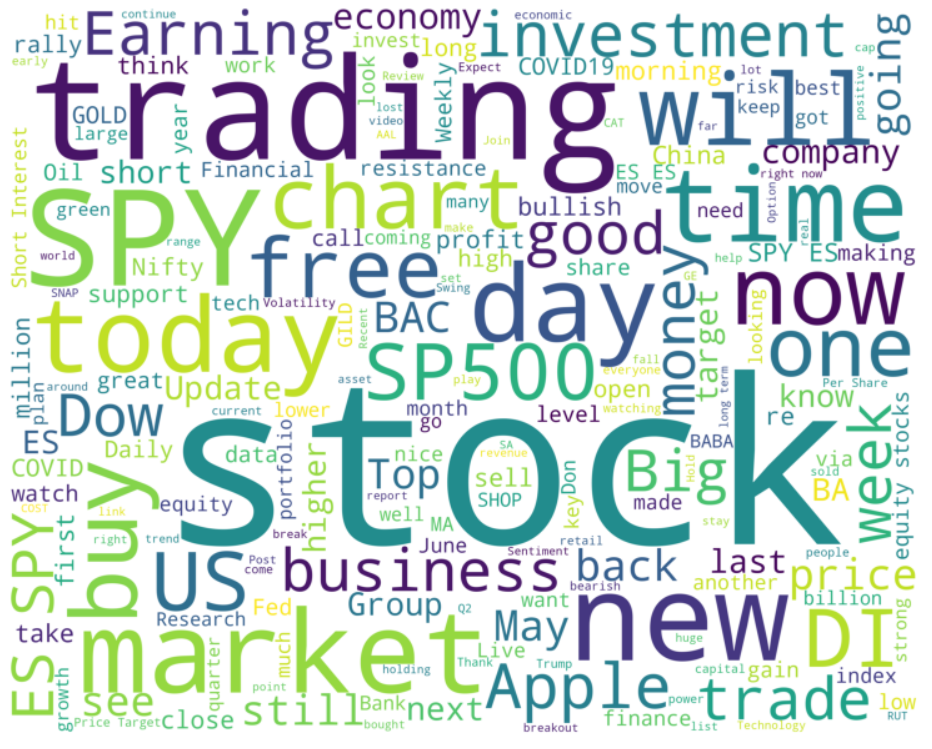 continue
economic
hit
Earning
economy
investment
cap
going
rally
invest
long
early
think
work
look
Expect
COVID19
morning
lot
positive
trading
will
Review
risk
best
GOLD
year
lost
video
Weekly
keep
got
large
AAL
Join
CAT
far
Short Interest
Oil
short
Financial
resistance
China
company
ES ES
right now
SPY
chart
many
bullish
move
time
need
Option
real
green
free
call
coming
make
good
range
profit
help
SPY ES
making
world
Nifty
high
set
share
money
GE
SNAP
support
tech
Volatility
Swing
now
today
GILD
Recent
BAC
day
target
looking
one
million
fall
everyone
plan
around
great
Update
SP500
open
long term
Per Share
current
asset
play
watching
re
know
Dow
lower
month
go
level
ES
stock
SA
BABA
COVID
Daily
data
portfolio
nice
revenue
Big
Hold
via
sold
week
equity stocks
Top
sell
Don
BA
watch
COST
buy
equity
higher
report
SHOP
key
made
link
well
MA
stay
first
right
trend
break
June
retail
people
ES SPY
US
Post
come
business
Sentiment
back
last
bearish
another
price
Research
Fed
Group
Q2
want
new
billion
strong
take
market
much
holding
May
Live
huge
DI
Thank
Trump
capital
gain
index
growth
see
quarter
still
Bank
next
Apple
power
trade
low
point
Price Target
close
bought
breakout
finance
list
Technology
RUT